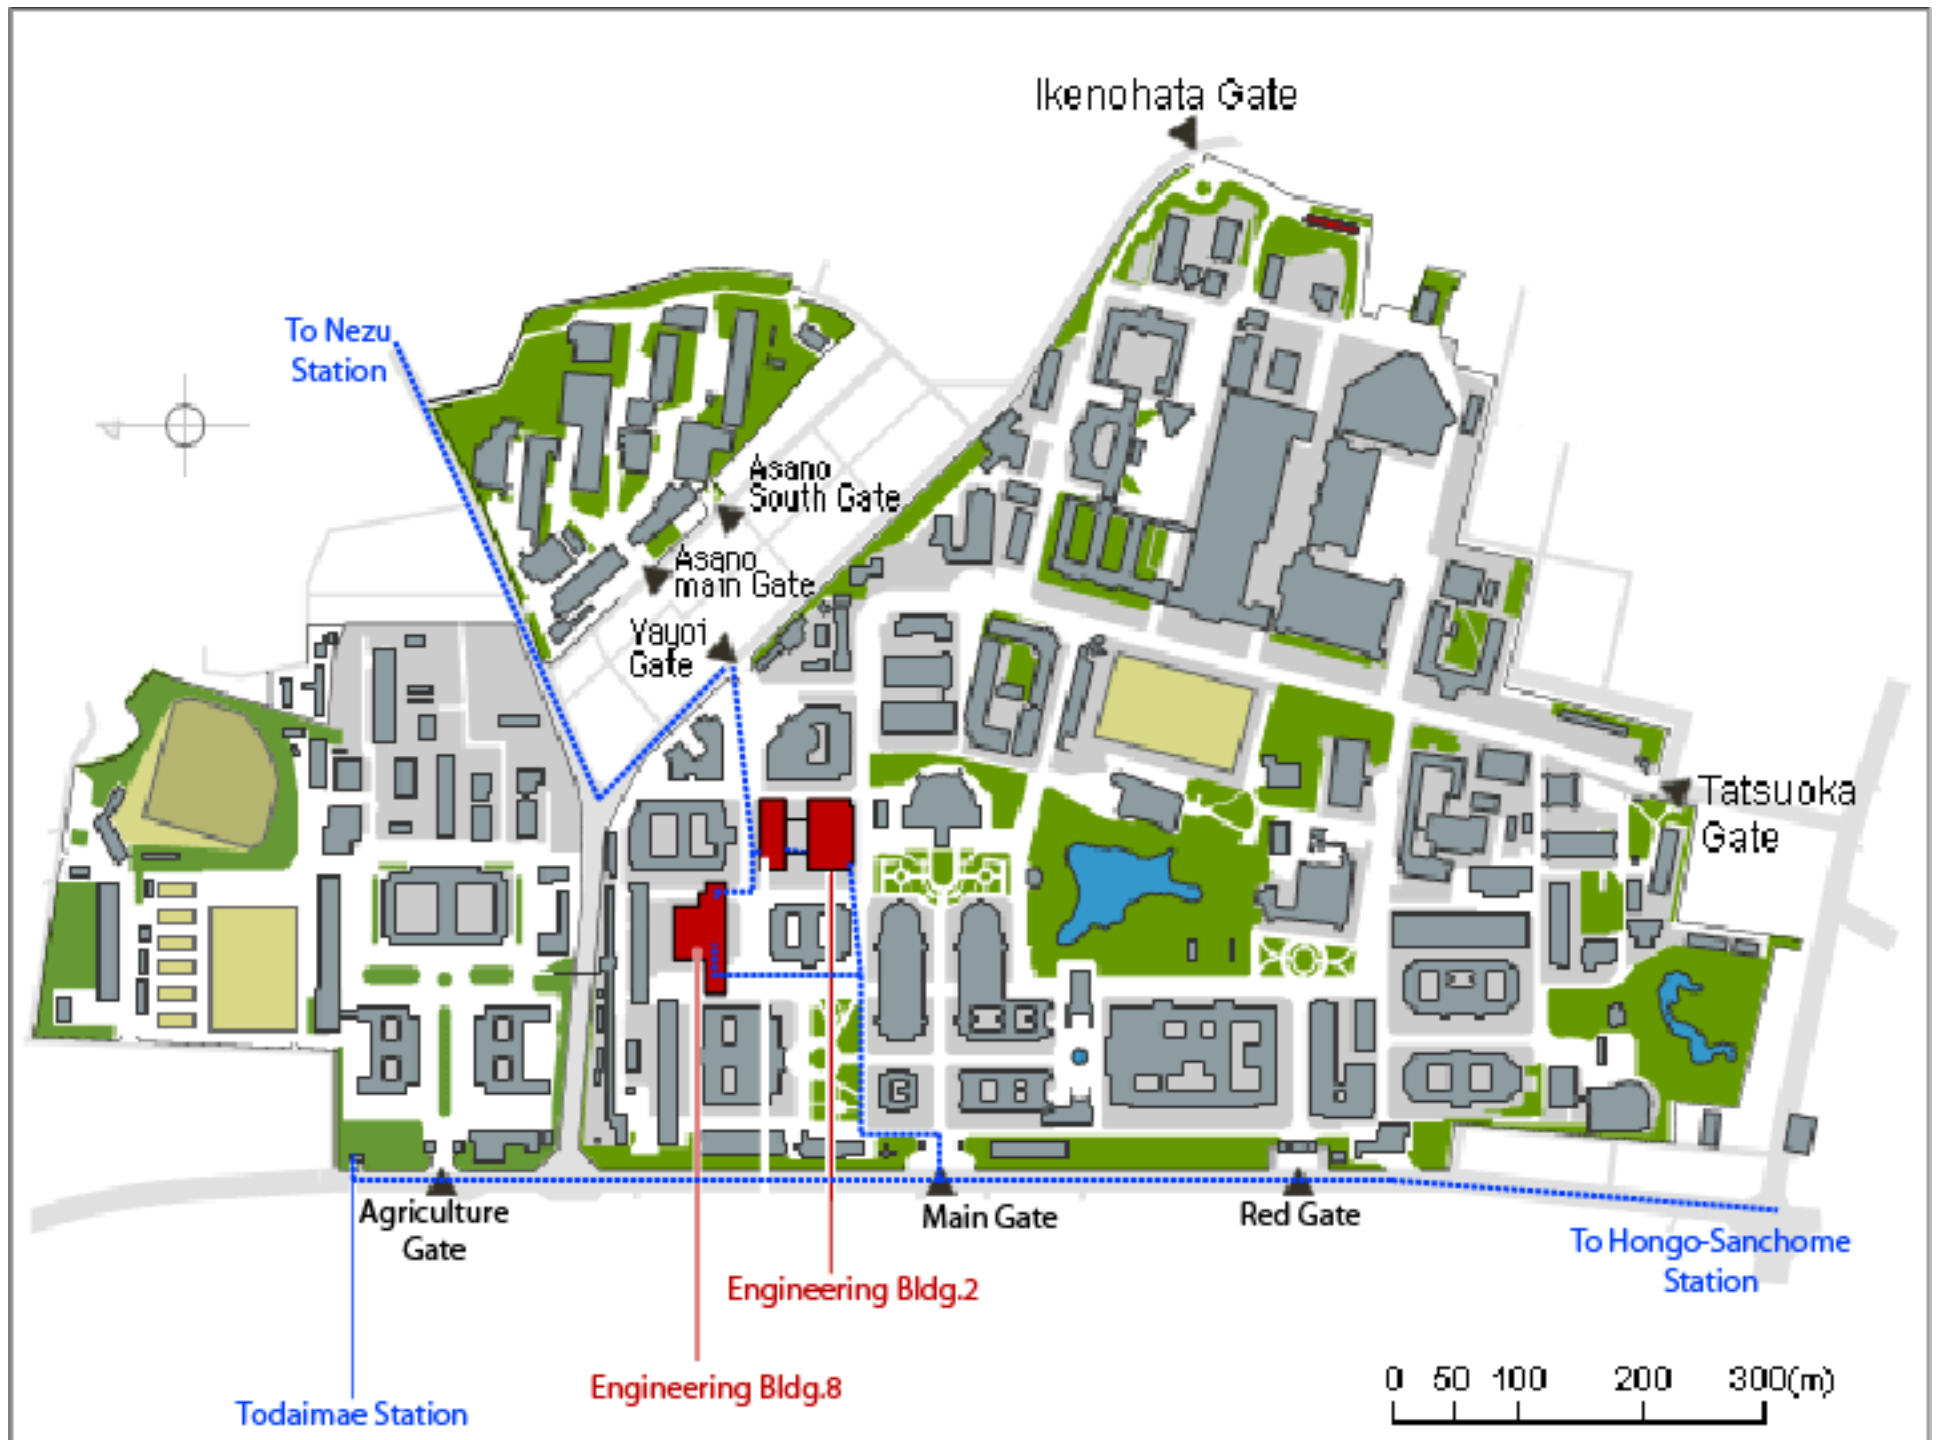 Ikenohata Gate
To Nezu
Station
Asano
South Gate
Asano
main Gate
Yayoi
Gate
Tatsuoka
Gate
Agriculture
Gate
Main Gate
Red Gate
To Hongo-Sanchome
Station
Engineering Bldg.2
Engineering Bldg.8
Todaimae Station
0 50 100 200 300(m)